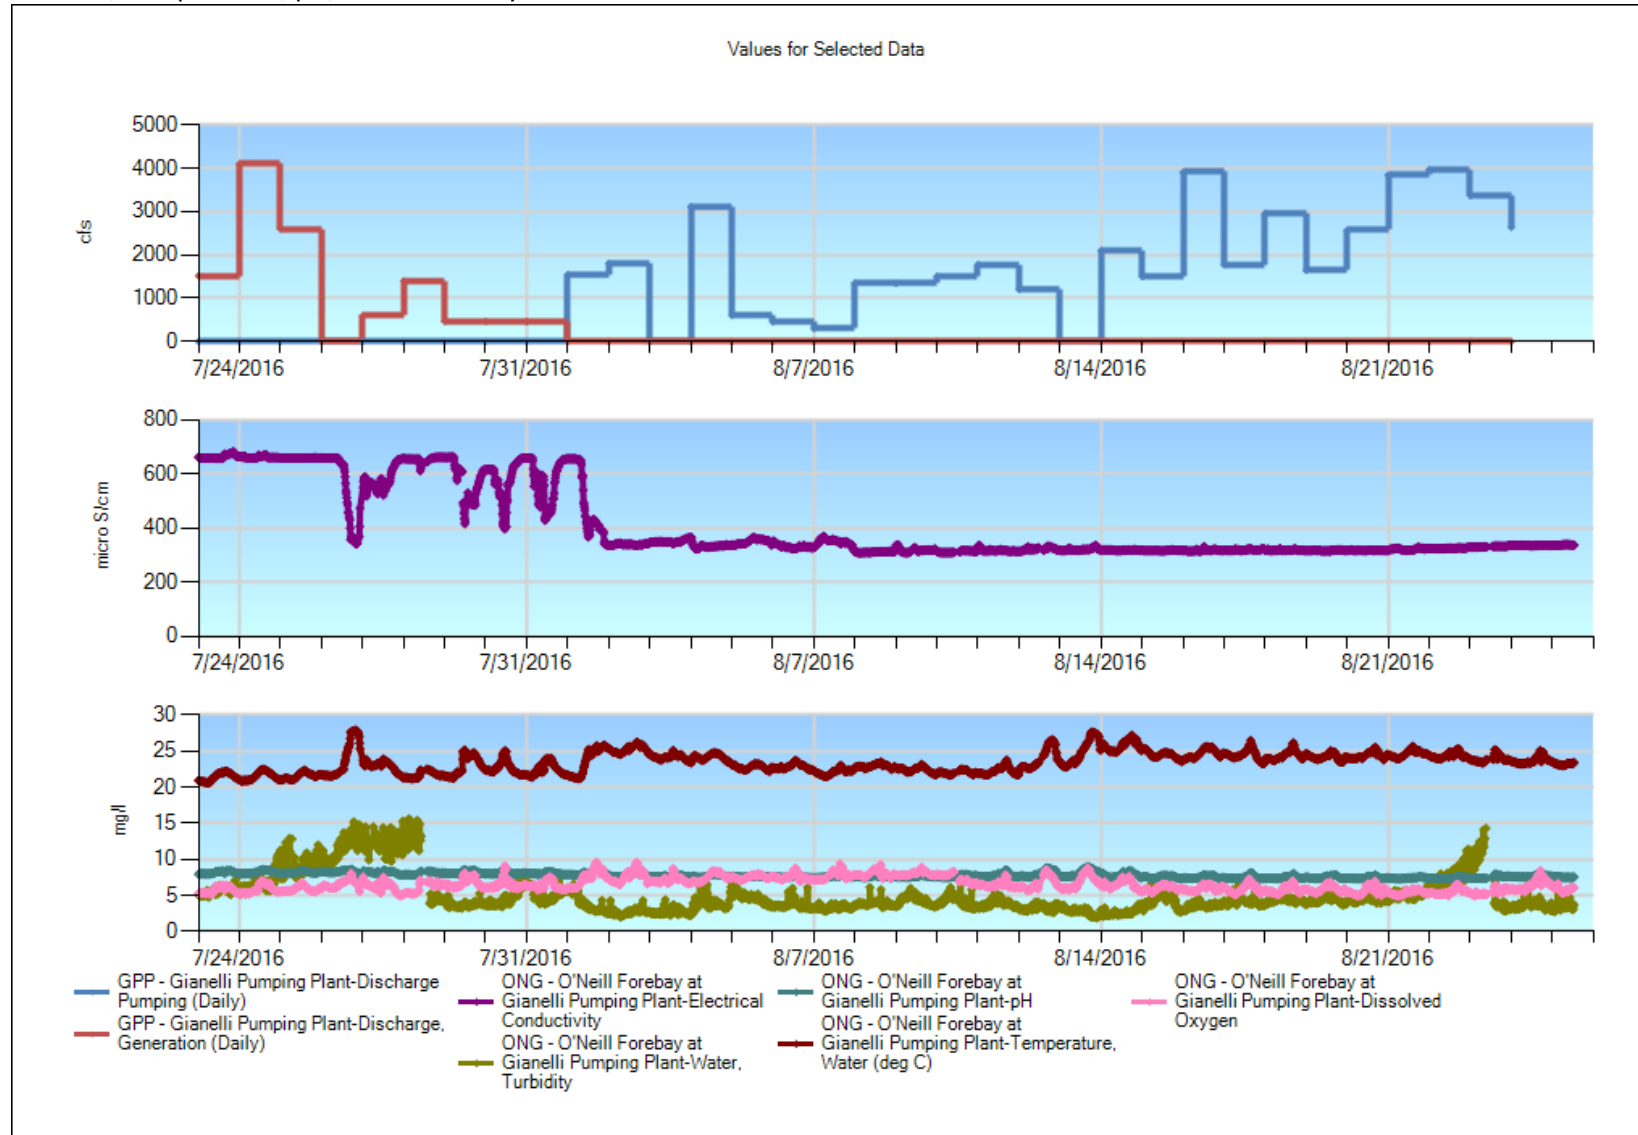 Values for Selected Data
5000
4000
3000
2000
1000
0
cfs
7/24/2016
7/31/2016
8/7/2016
8/14/2016
8/21/2016
800
600
400
200
0
micro S/cm
7/24/2016
7/31/2016
8/7/2016
8/14/2016
8/21/2016
30
25
20
15
10
5
0
mg/l
7/24/2016
7/31/2016
8/7/2016
8/14/2016
8/21/2016
GPP - Gianelli Pumping Plant-Discharge
Pumping (Daily)
GPP - Gianelli Pumping Plant-Discharge,
Generation (Daily)
ONG - O'Neill Forebay at
Gianelli Pumping Plant-Electrical
Conductivity
ONG - O'Neill Forebay at
Gianelli Pumping Plant-Water,
Turbidity
ONG - O'Neill Forebay at
Gianelli Pumping Plant-pH
ONG - O'Neill Forebay at
Gianelli Pumping Plant-Temperature,
Water (deg C)
ONG - O'Neill Forebay at
Gianelli Pumping Plant-Dissolved
Oxygen